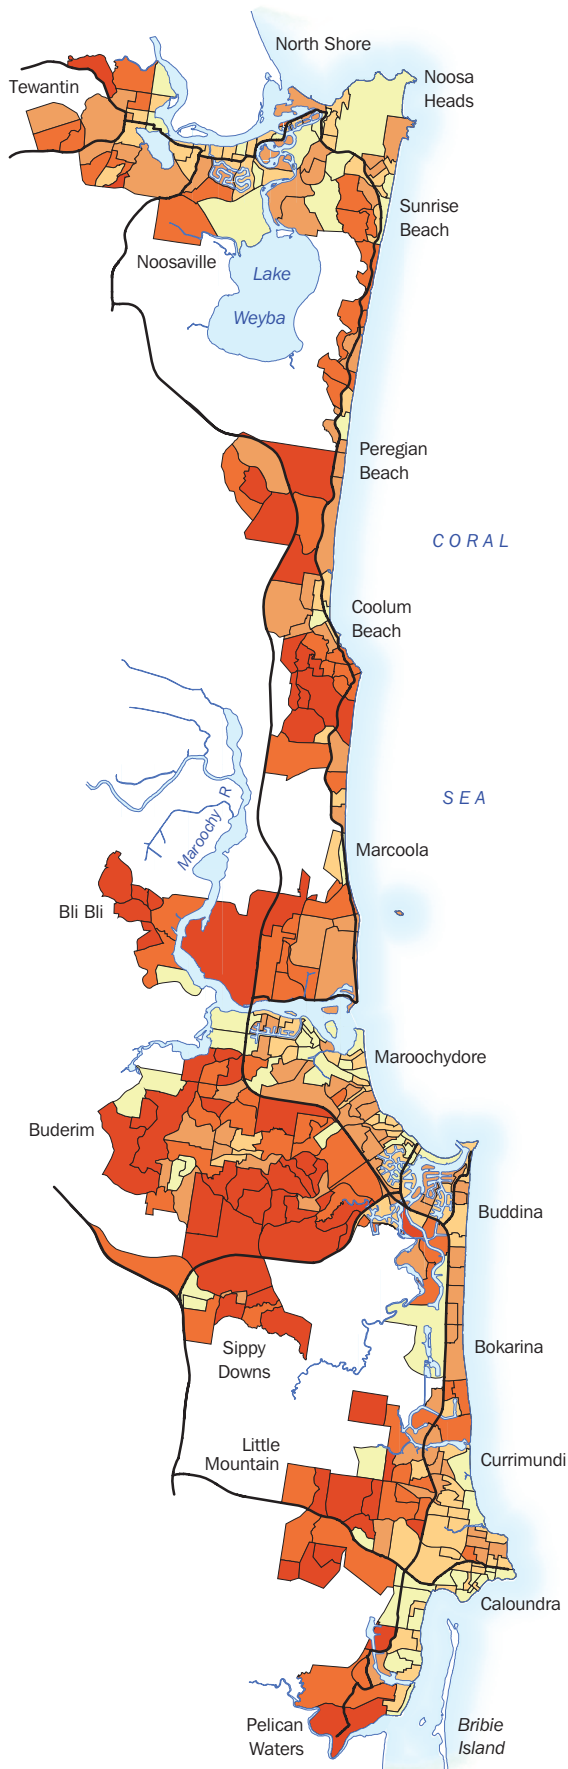 North Shore
Tewantin
Noosa
Heads
Sunrise
Beach
Noosaville
Lake
Weyba
Peregian
Beach
CORAL
Coolum
Beach
SEA
Maroochy R
Marcoola
Bli Bli
Maroochydore
Buderim
Buddina
Sippy
Downs
Bokarina
Little
Mountain
Currimundi
Caloundra
Pelican
Waters
Bribie
Island